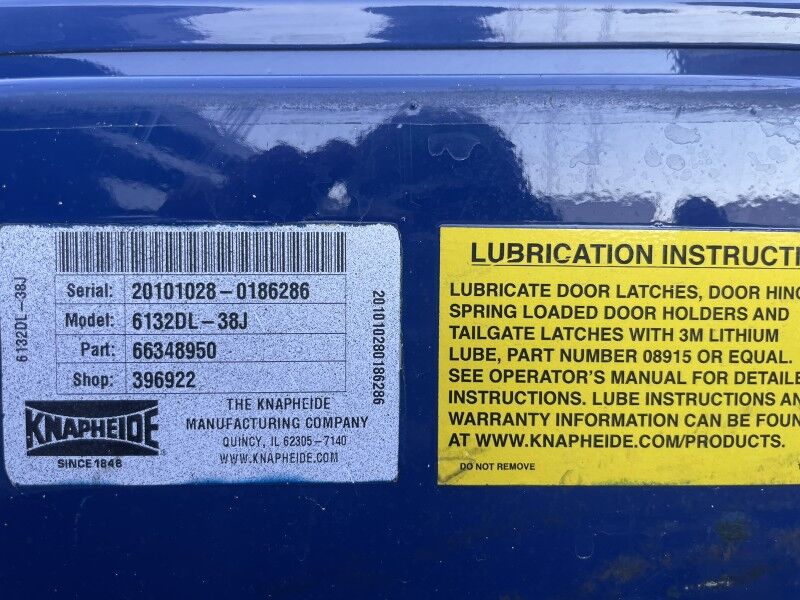 6132DL-38J
Serial: 20101028-0186286
Model: 6132DL-38J
Part: 66348950
Shop: 396922
201010280186286
KNAPHEIDE
SINCE 1848
THE KNAPHEIDE
MANUFACTURING COMPANY
QUINCY, IL 62305-7140
WWW.KNAPHEIDE.COM
LUBRICATION INSTRUCTI
LUBRICATE DOOR LATCHES, DOOR HING
SPRING LOADED DOOR HOLDERS AND
TAILGATE LATCHES WITH 3M LITHIUM
LUBE, PART NUMBER 08915 OR EQUAL.
SEE OPERATOR'S MANUAL FOR DETAILE
INSTRUCTIONS. LUBE INSTRUCTIONS AN
WARRANTY INFORMATION CAN BE FOUN
AT WWW.KNAPHEIDE.COM/PRODUCTS.
DO NOT REMOVE